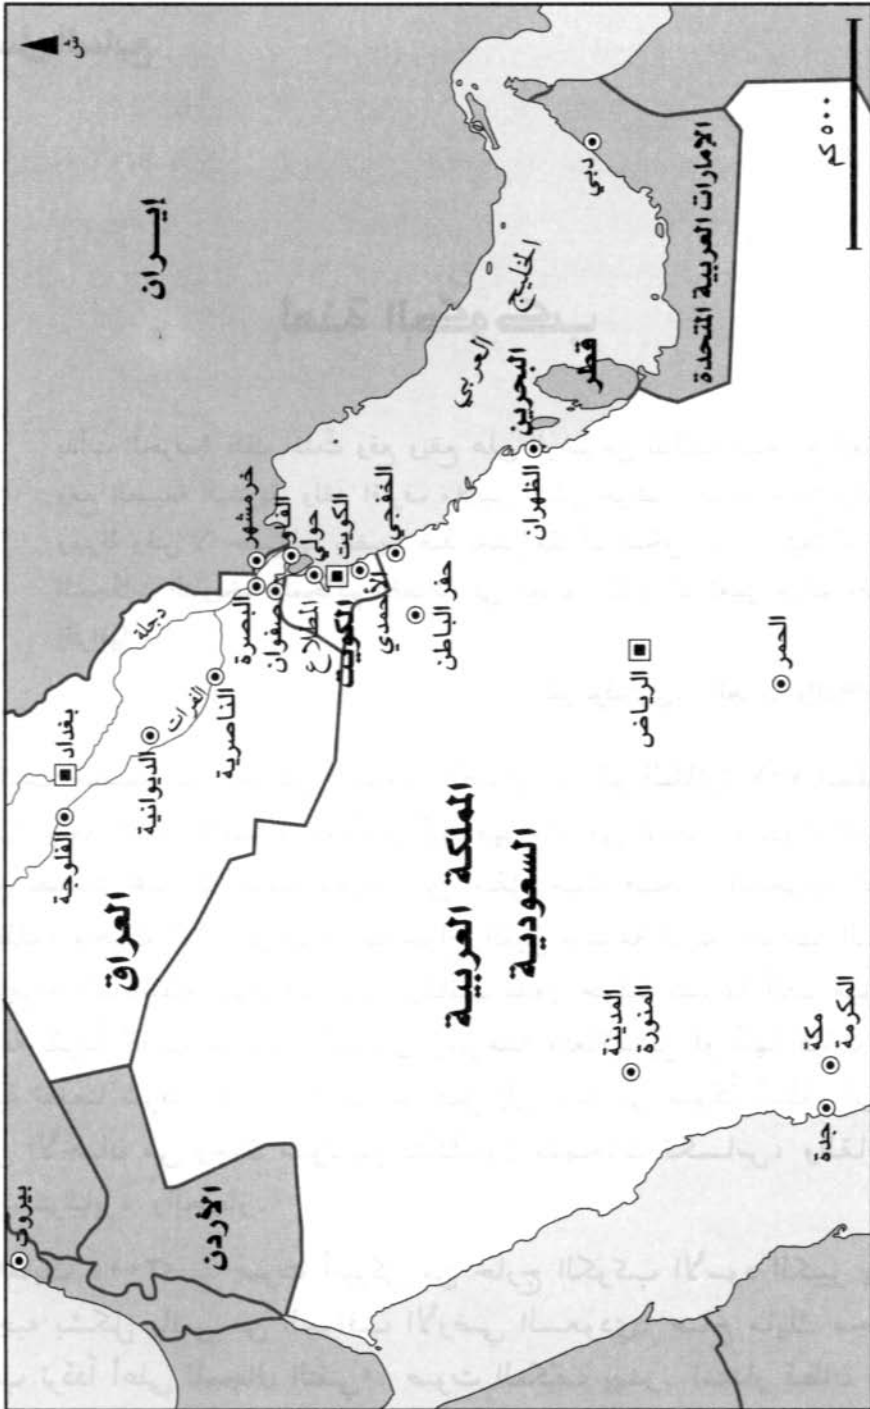 ش
إيــران
بيروت
الأردن
العراق
الفلوجة
بغداد
الديوانية
الناصرية
دجلة
الفرات
البصرة
خرمشهر
صفوان
الفاو
المطلاع
حولي
الكويت
الكويت
الأحمدي
الخفجي
حفر الباطن
الخليج
العربي
البحرين
الظهران
قطر
دبي
الإمارات العربية المتحدة
المملكة العربية
السعودية
الرياض
الحمر
المدينة
المنورة
مكة
المكرمة
جدة
٥٠٠ كم